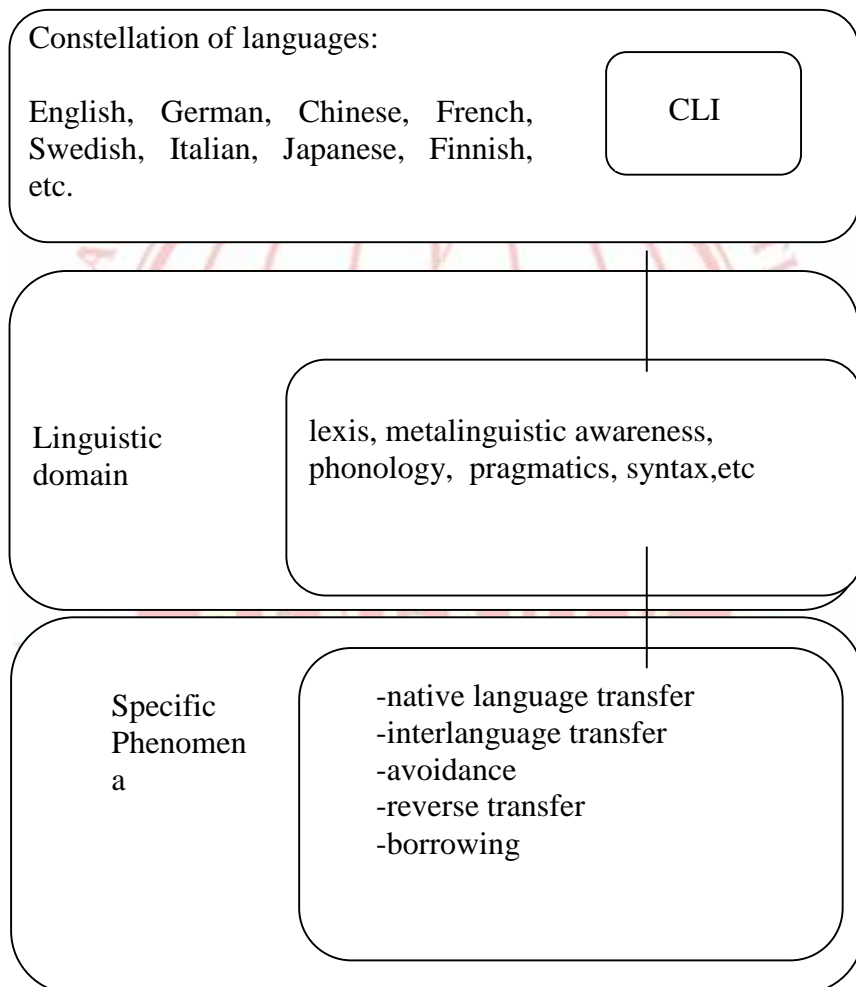 Constellation of languages:
English, German, Chinese, French,
Swedish, Italian, Japanese, Finnish,
etc.
CLI
Linguistic
domain
lexis, metalinguistic awareness,
phonology, pragmatics, syntax,etc
Specific
Phenomen
a
-native language transfer
-interlanguage transfer
-avoidance
-reverse transfer
-borrowing